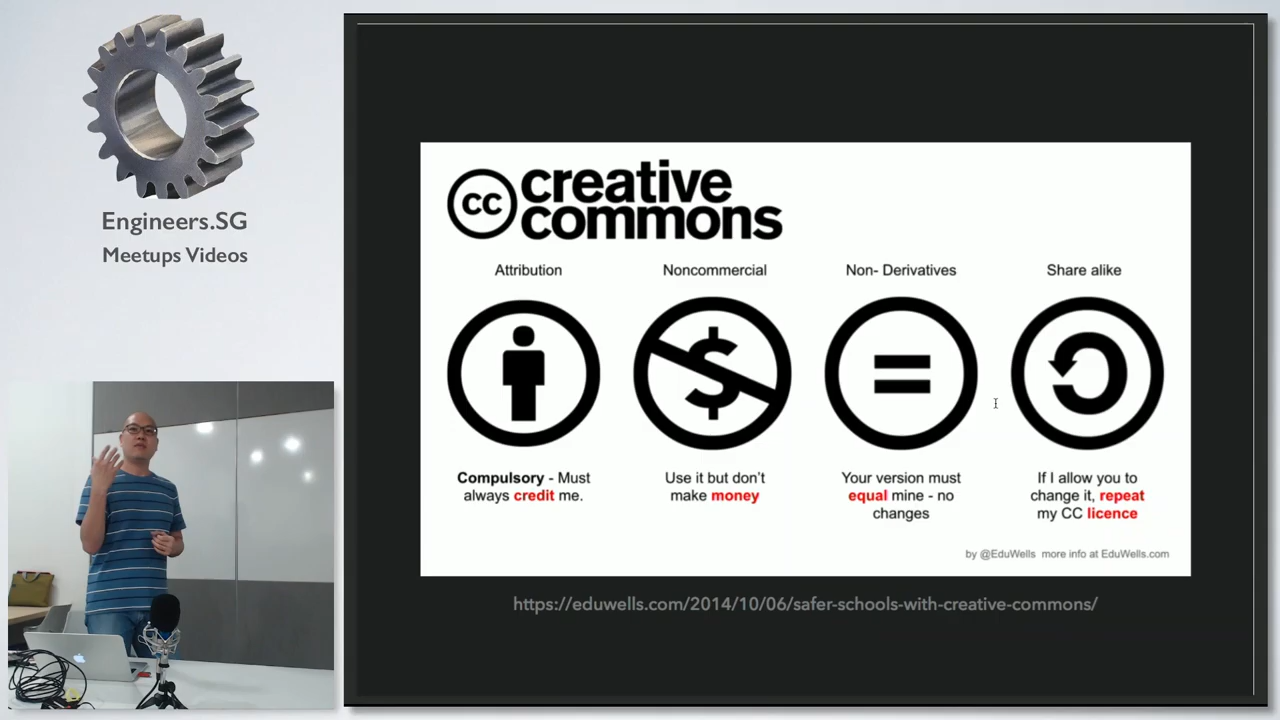 Engineers.SG
Meetups Videos
cc creative
commons
Attribution
Noncommercial
Non- Derivatives
Share alike
Compulsory - Must
always credit me.
Use it but don't
make money
Your version must
equal mine - no
changes
If I allow you to
change it, repeat
my CC licence
by @EduWells more info at EduWells.com
https://eduwells.com/2014/10/06/safer-schools-with-creative-commons/